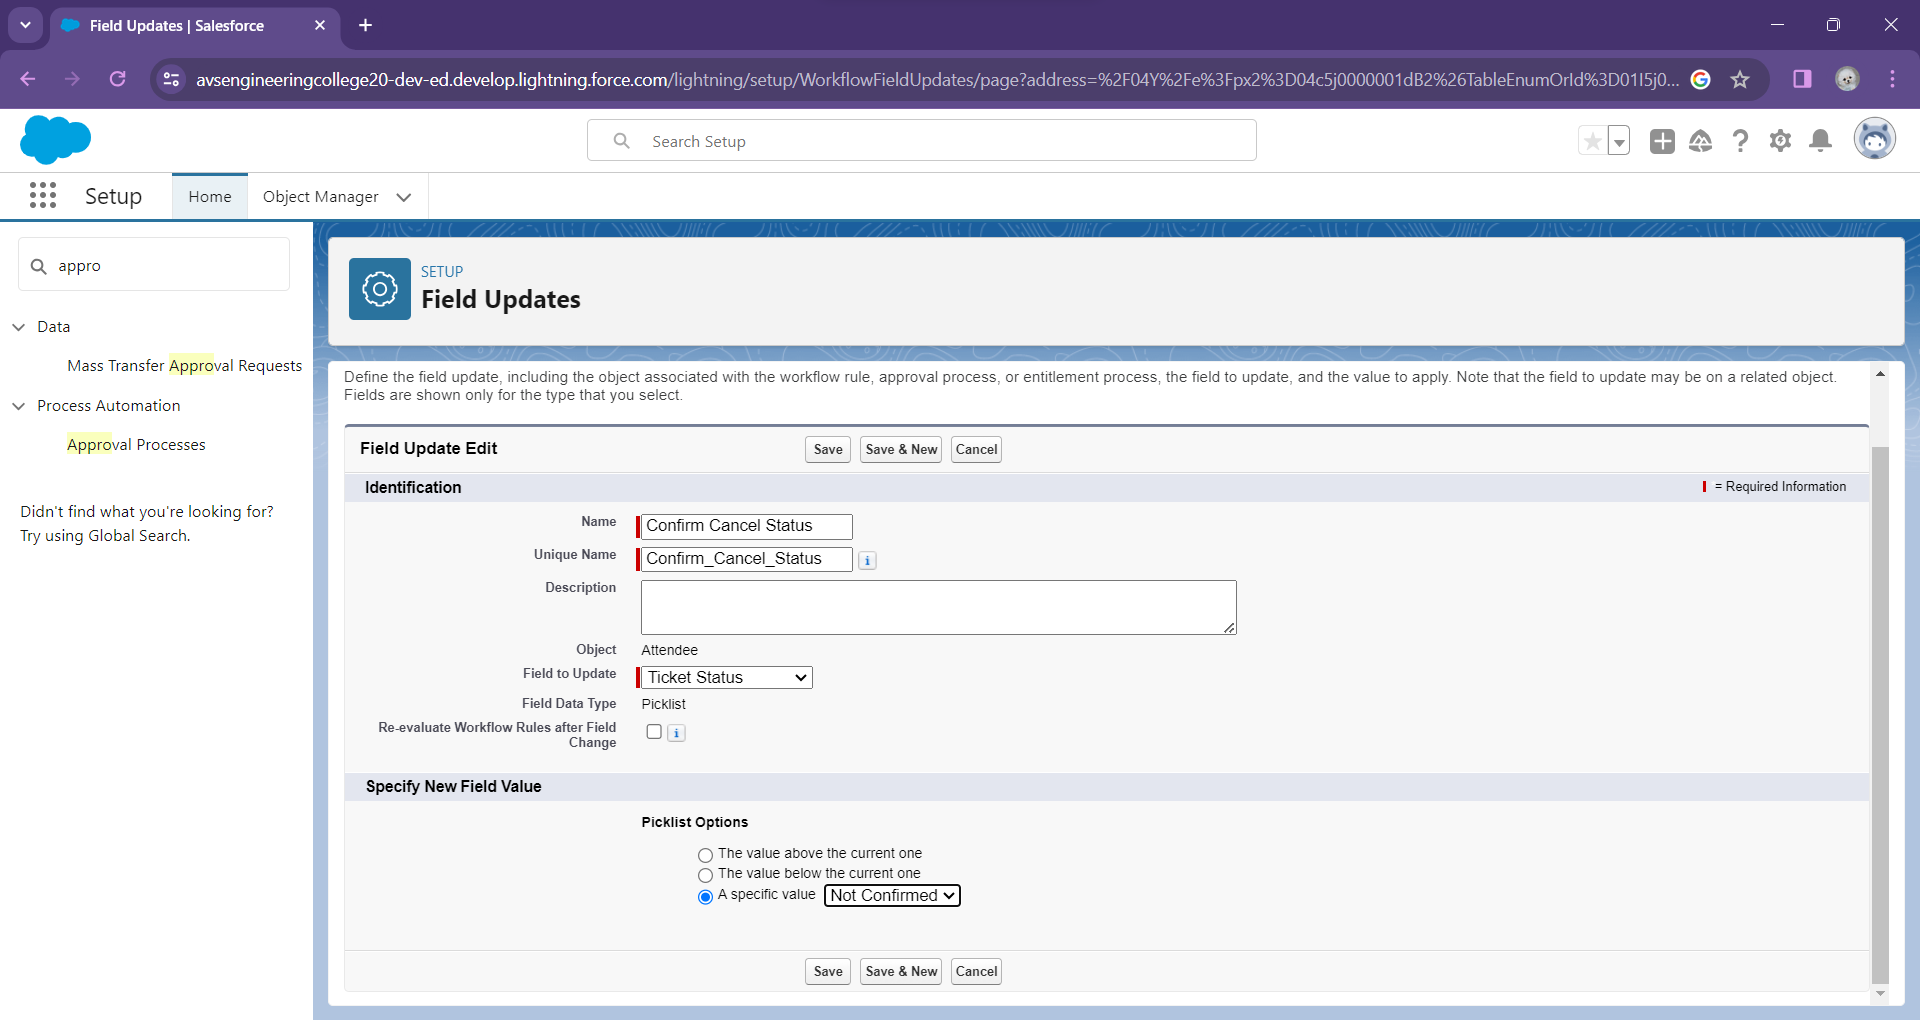 Field Updates | Salesforce
avsengineeringcollege20-dev-ed.develop.lightning.force.com/lightning/setup/WorkflowFieldUpdates/page?address=%2F04Y%2Fe%3Fpx2%3D04c5j0000001dB2%26TableEnumOrId%3D01I5j0...
Search Setup
Setup
Home
Object Manager
appro
Data
Mass Transfer Approval Requests
Process Automation
Approval Processes
Didn't find what you're looking for?
Try using Global Search.
SETUP
Field Updates
Define the field update, including the object associated with the workflow rule, approval process, or entitlement process, the field to update, and the value to apply. Note that the field to update may be on a related object.
Fields are shown only for the type that you select.
Field Update Edit
Save
Save & New
Cancel
Identification
= Required Information
Name
Confirm Cancel Status
Unique Name
Confirm_Cancel_Status
i
Description
Object
Attendee
Field to Update
Ticket Status
Field Data Type
Picklist
Re-evaluate Workflow Rules after Field
Change
i
Specify New Field Value
Picklist Options
The value above the current one
The value below the current one
A specific value
Not Confirmed
Save
Save & New
Cancel